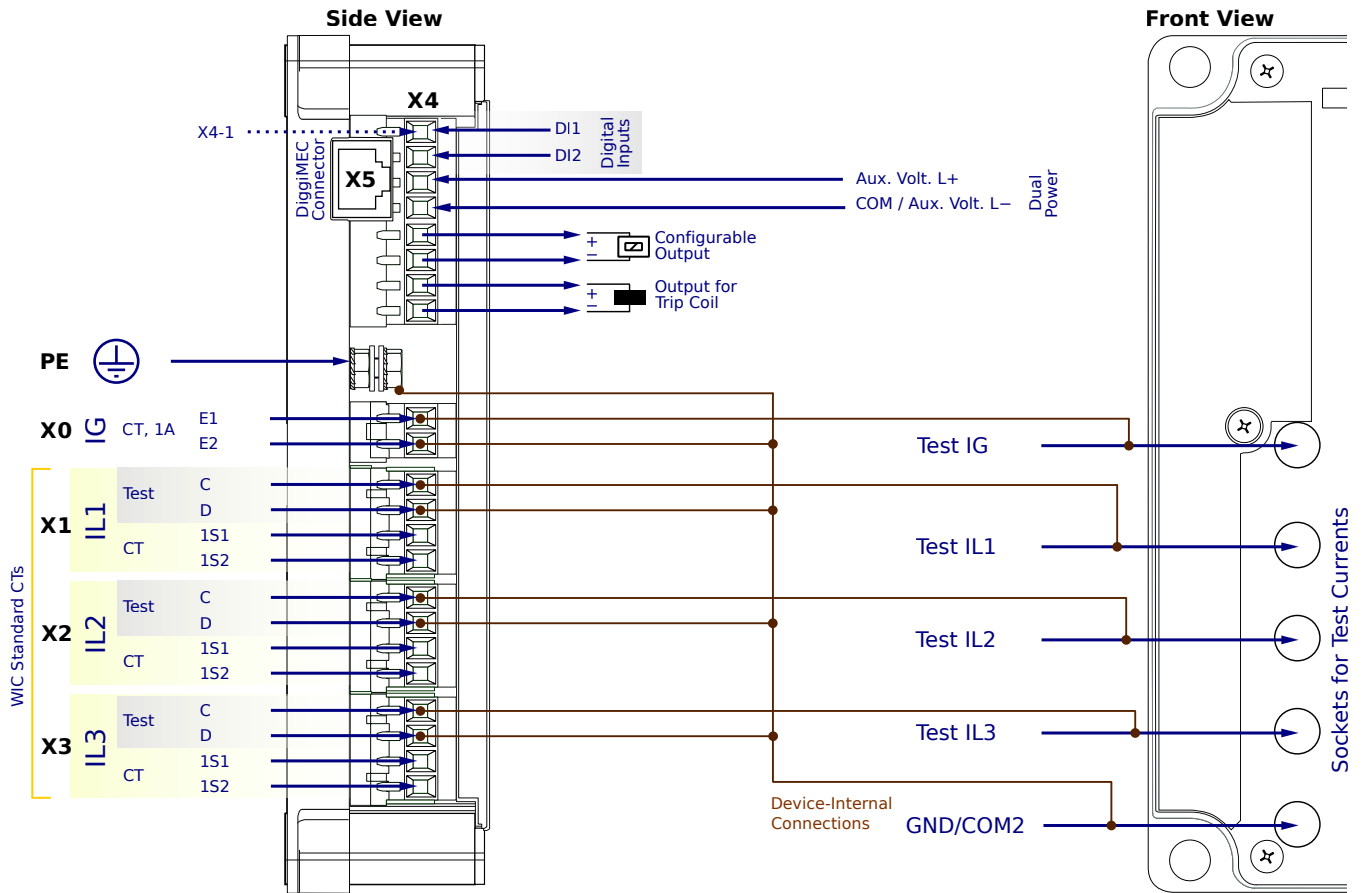 Side View
Front View
X4
X4-1
DI1
DI2
Digital
Inputs
DiggiMEC
Connector
X5
Aux. Volt. L+
COM / Aux. Volt. L−
Dual
Power
+
−
Configurable
Output
+
−
Output for
Trip Coil
PE
X0
IG
CT, 1A
E1
E2
Test IG
WIC Standard CTs
X1
IL1
Test
C
D
CT
1S1
1S2
Test IL1
X2
IL2
Test
C
D
CT
1S1
1S2
Test IL2
X3
IL3
Test
C
D
CT
1S1
1S2
Test IL3
Device-Internal
Connections
GND/COM2
Sockets for Test Currents